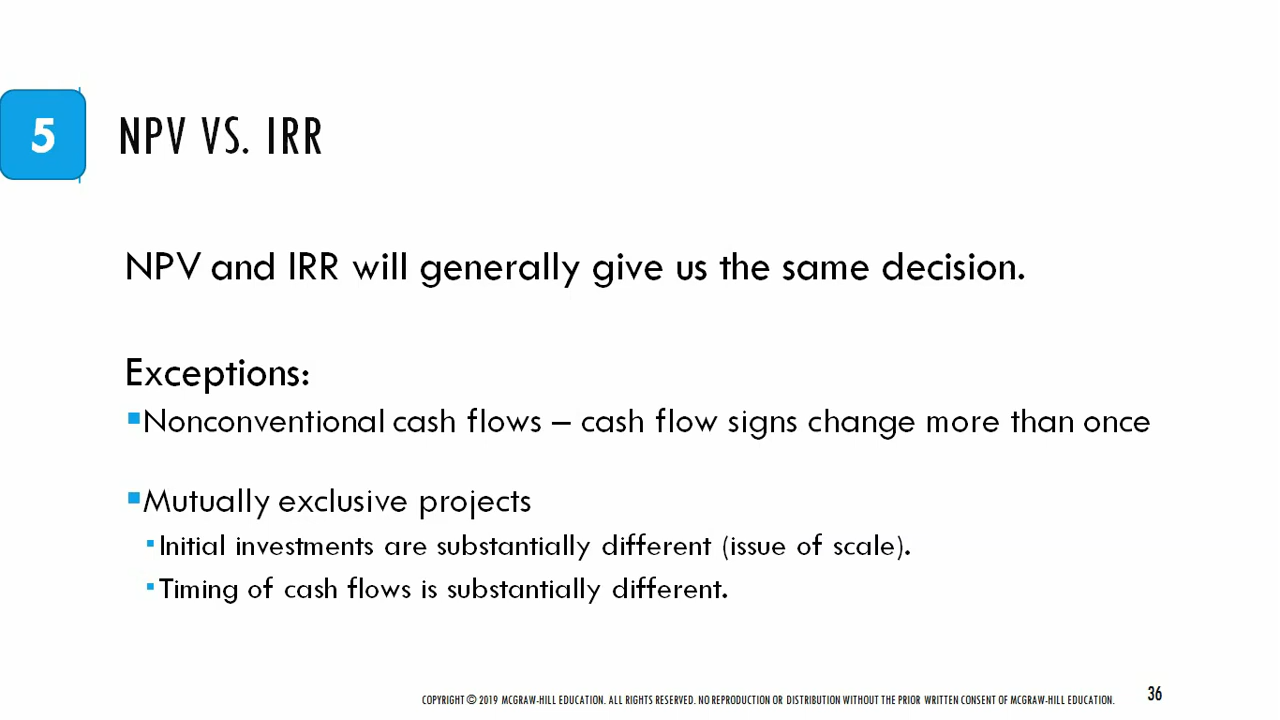 5
NPV VS. IRR
NPV and IRR will generally give us the same decision.
Exceptions:
▪Nonconventional cash flows – cash flow signs change more than once
▪Mutually exclusive projects
▪Initial investments are substantially different (issue of scale).
▪Timing of cash flows is substantially different.
COPYRIGHT © 2019 MCGRAW-HILL EDUCATION. ALL RIGHTS RESERVED. NO REPRODUCTION OR DISTRIBUTION WITHOUT THE PRIOR WRITTEN CONSENT OF MCGRAW-HILL EDUCATION.
36